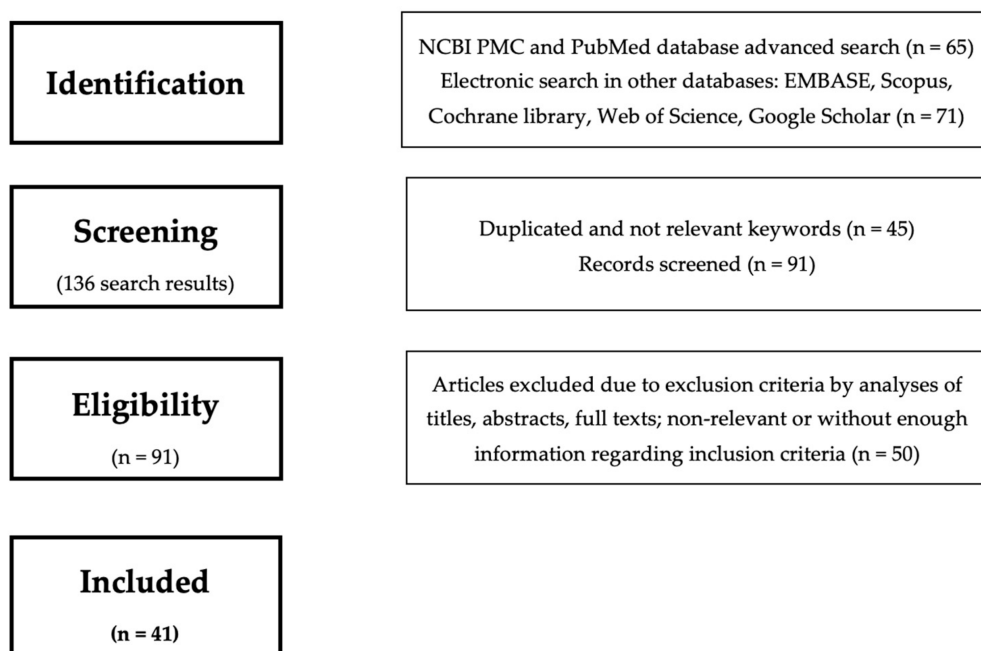 Identification
NCBI PMC and PubMed database advanced search (n = 65)
Electronic search in other databases: EMBASE, Scopus,
Cochrane library, Web of Science, Google Scholar (n = 71)
Screening
(136 search results)
Duplicated and not relevant keywords (n = 45)
Records screened (n = 91)
Eligibility
(n = 91)
Articles excluded due to exclusion criteria by analyses of
titles, abstracts, full texts; non-relevant or without enough
information regarding inclusion criteria (n = 50)
Included
(n = 41)